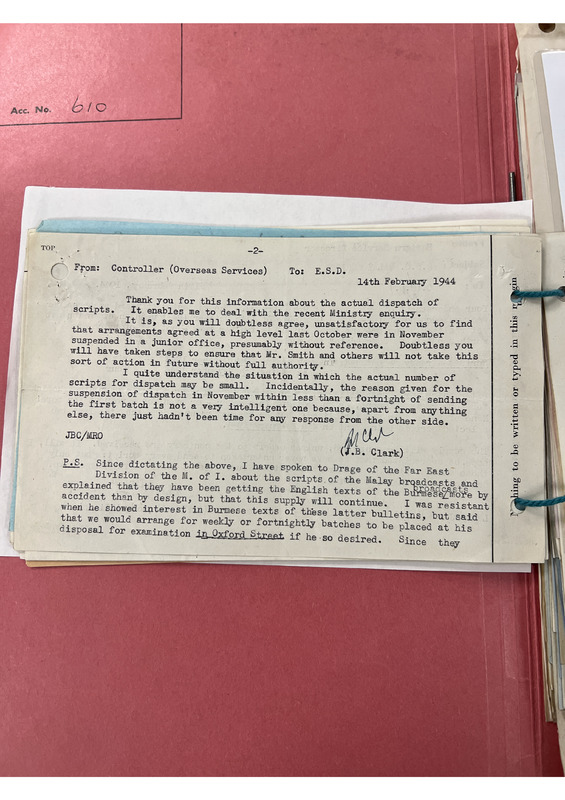 Acc. No. 610
TOP
-2-
From: Controller (Overseas Services) To: E.S.D.
14th February 1944
Thank you for this information about the actual dispatch of
scripts. It enables me to deal with the recent Ministry enquiry.
It is, as you will doubtless agree, unsatisfactory for us to find
that arrangements agreed at a high level last October were in November
suspended in a junior office, presumably without reference. Doubtless you
will have taken steps to ensure that Mr. Smith and others will not take this
sort of action in future without full authority.
I quite understand the situation in which the actual number of
scripts for dispatch may be small. Incidentally, the reason given for the
suspension of dispatch in November within less than a fortnight of sending
the first batch is not a very intelligent one because, apart from anything
else, there just hadn't been time for any response from the other side.
JBC/MRO
(J.B. Clark)
P.S. Since dictating the above, I have spoken to Drage of the Far East
Division of the M. of I. about the scripts of the Malay broadcasts and
explained that they have been getting the English texts of the Burmese broadcasts more by
accident than by design, but that this supply will continue. I was resistant
when he showed interest in Burmese texts of these latter bulletins, but said
that we would arrange for weekly or fortnightly batches to be placed at his
disposal for examination in Oxford Street if he so desired. Since they
hing to be written or typed in this margin